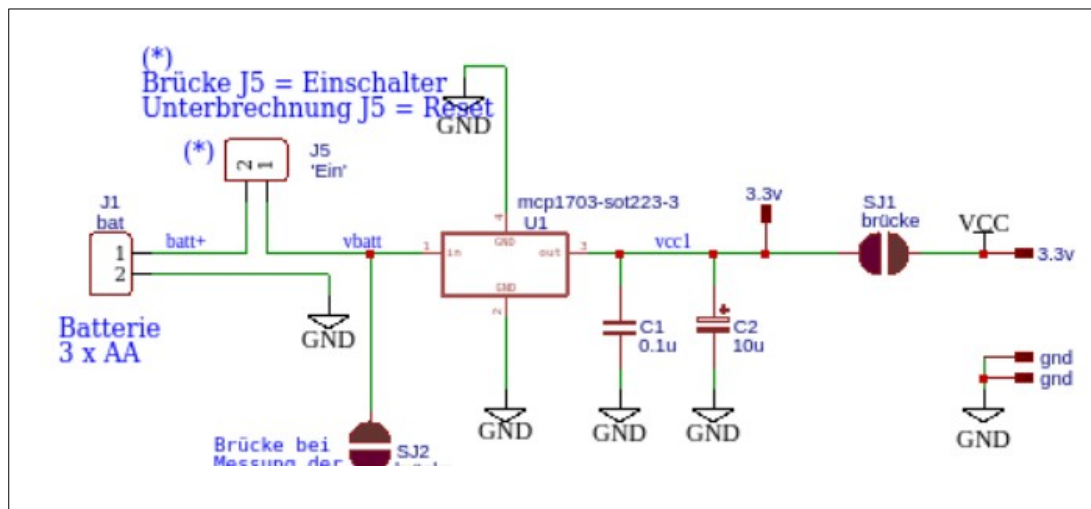 (*)
Brücke J5 = Einschalter
Unterbrechnung J5 = Reset
GND
(*)
2 1
J5
'Ein'
J1
bat
1
2
batt+
vbatt
GND
Batterie
3 x AA
mcp1703-sot223-3
U1
4
GND
1
in
out
3
GND
2
GND
vcc1
3.3v
C1
0.1u
GND
C2
10u
GND
SJ1
brücke
VCC
3.3v
gnd
gnd
GND
Brücke bei
Messung der
SJ2